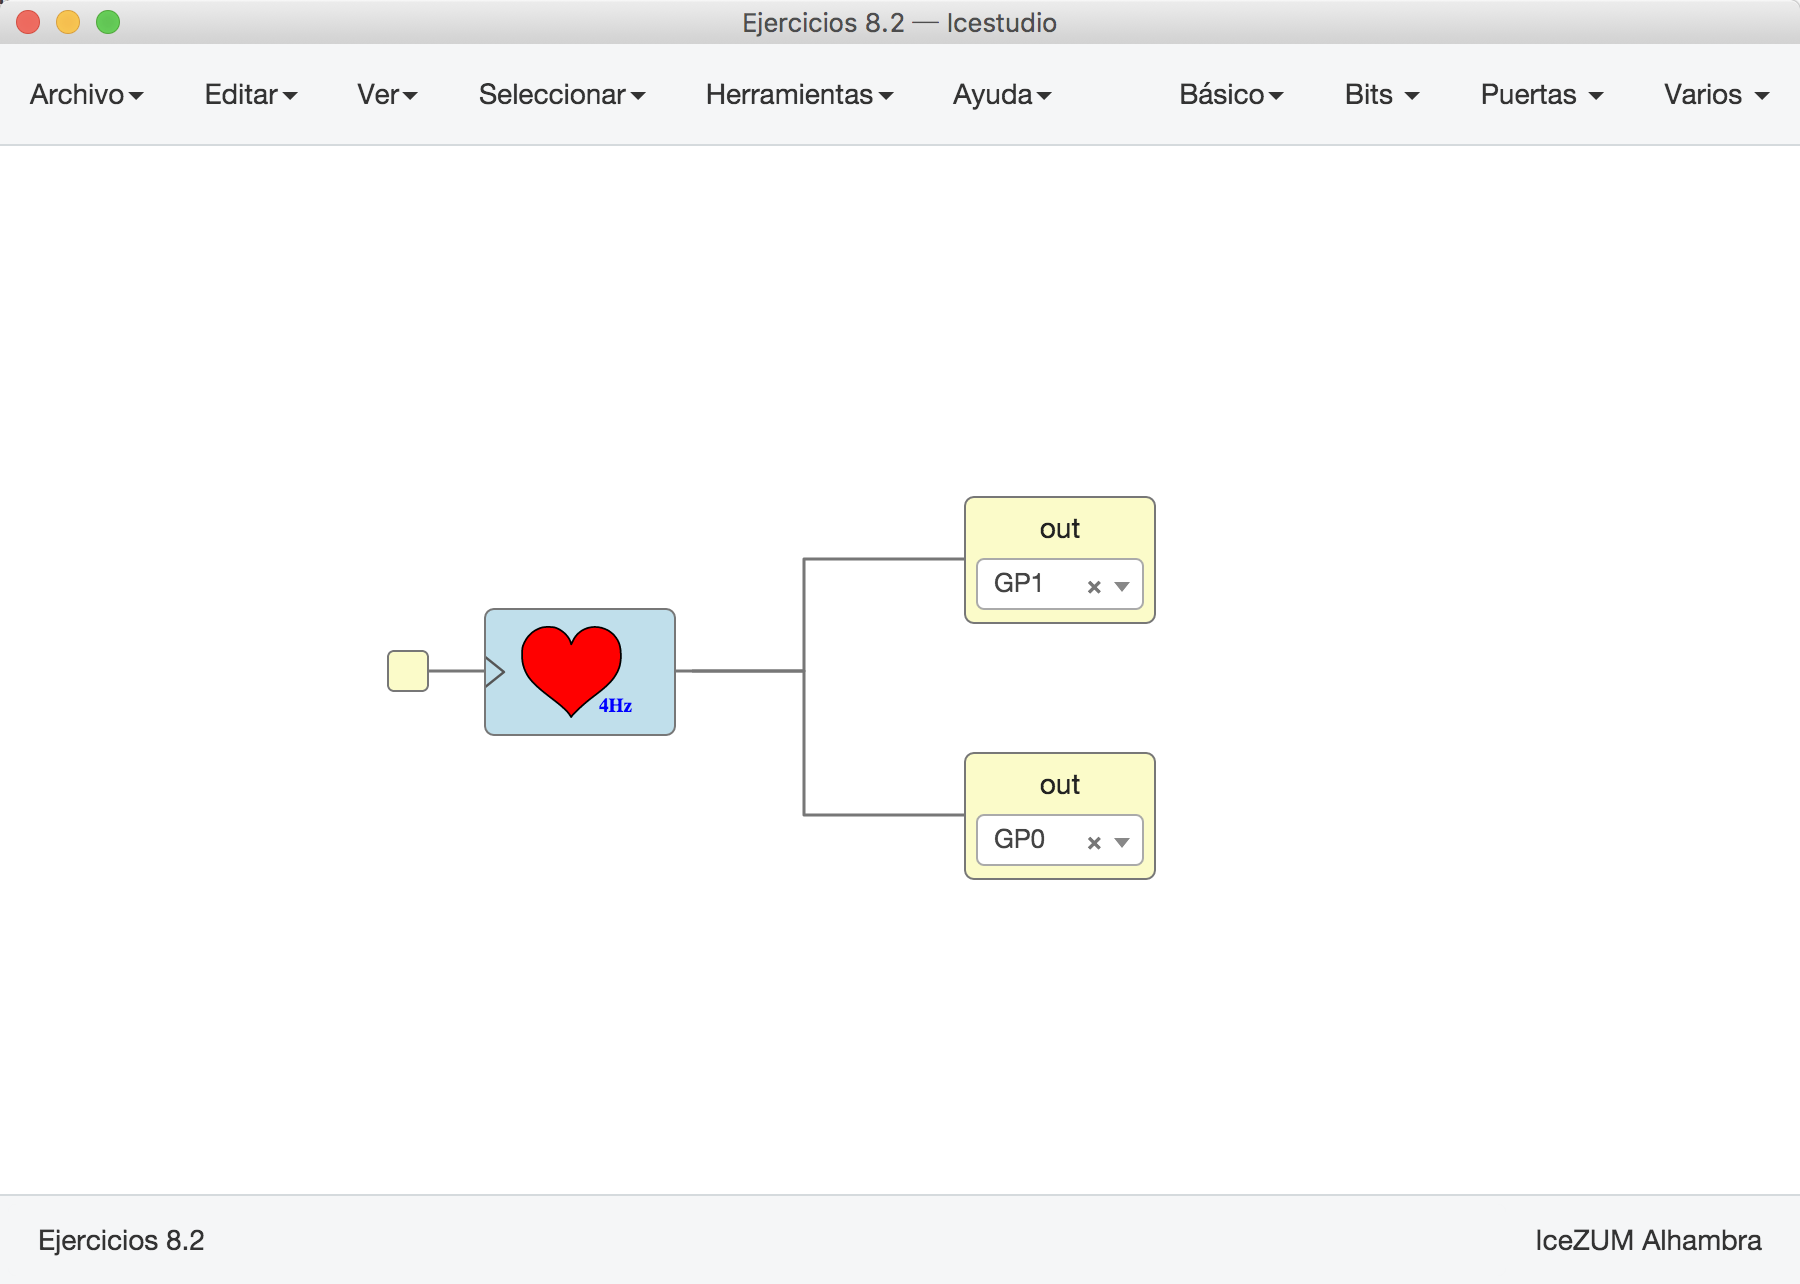 Ejercicios 8.2 — Icestudio
Archivo Editar Ver Seleccionar Herramientas Ayuda Básico Bits Puertas Varios
out
GP1
4Hz
out
GP0
Ejercicios 8.2 IceZUM Alhambra